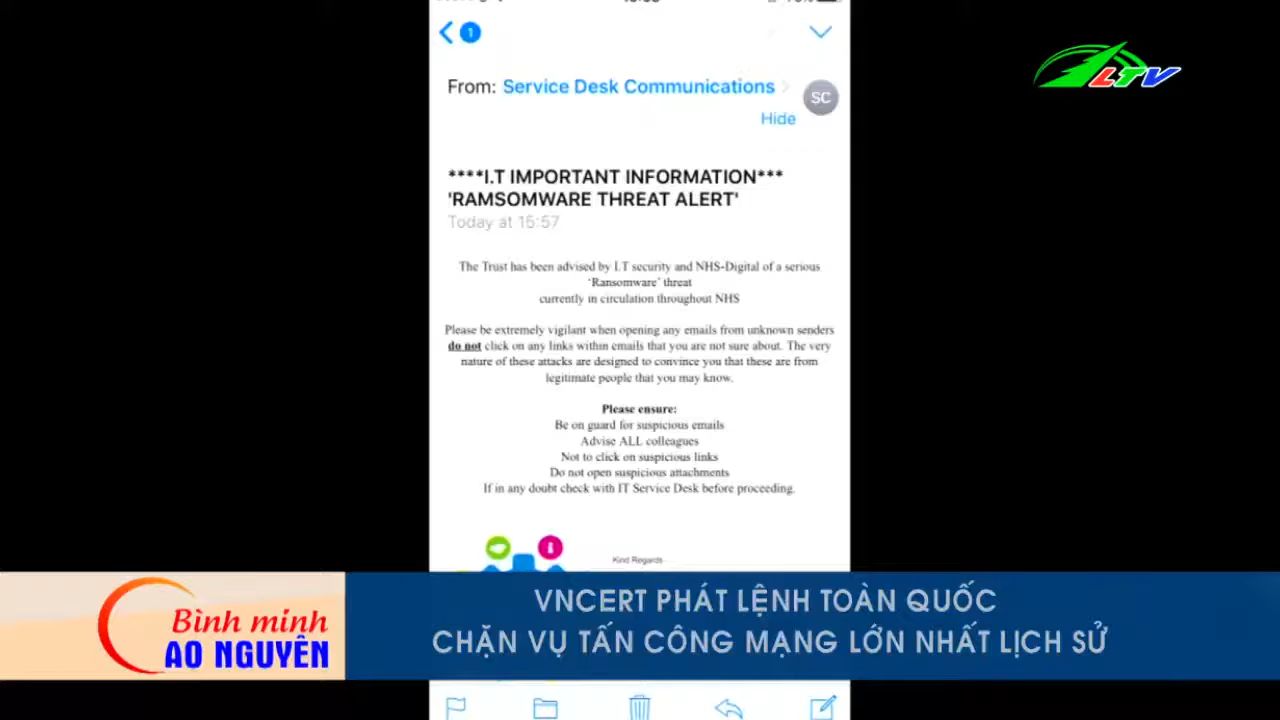 1
LTV
From: Service Desk Communications
SC
Hide
****I.T IMPORTANT INFORMATION***
'RAMSOMWARE THREAT ALERT'
Today at 15:57
The Trust has been advised by I.T security and NHS-Digital of a serious
'Ransomware' threat
currently in circulation throughout NHS
Please be extremely vigilant when opening any emails from unknown senders
do not click on any links within emails that you are not sure about. The very
nature of these attacks are designed to convince you that these are from
legitimate people that you may know.
Please ensure:
Be on guard for suspicious emails
Advise ALL colleagues
Not to click on suspicious links
Do not open suspicious attachments
If in any doubt check with IT Service Desk before proceeding.
Kind Regards
Bình minh
AO NGUYÊN
VNCERT PHÁT LỆNH TOÀN QUỐC
CHẶN VỤ TẤN CÔNG MẠNG LỚN NHẤT LỊCH SỬ